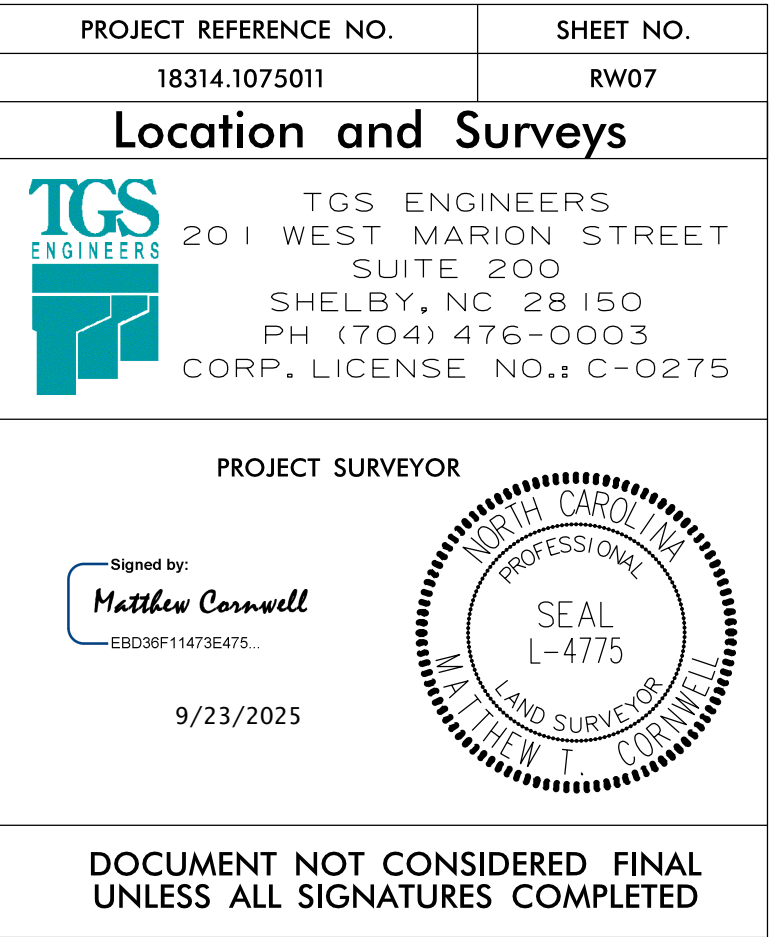 PROJECT REFERENCE NO.
SHEET NO.
18314.1075011
RW07
Location and Surveys
TGS
ENGINEERS
TGS ENGINEERS
201 WEST MARION STREET
SUITE 200
SHELBY, NC 28150
PH (704) 476-0003
CORP. LICENSE NO.: C-0275
PROJECT SURVEYOR
Signed by:
Matthew Cornwell
EBD36F11473E475...
9/23/2025
NORTH CAROLINA
PROFESSIONAL
SEAL
L-4775
LAND SURVEYOR
MATTHEW T. CORNWELL
DOCUMENT NOT CONSIDERED FINAL
UNLESS ALL SIGNATURES COMPLETED